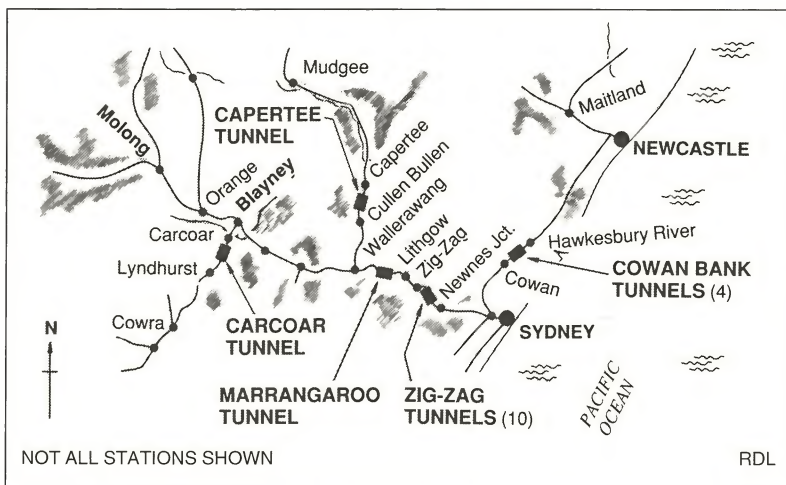 Mudgee
Maitland
CAPERTEE
TUNNEL
NEWCASTLE
Molong
Orange
Blayney
Capertee
Cullen Bullen
Wallerawang
Lithgow
Zig-Zag
Newnes Jct.
Hawkesbury River
Cowan
COWAN BANK
TUNNELS (4)
Carcoar
Lyndhurst
Cowra
CARCOAR
TUNNEL
SYDNEY
N
MARRANGAROO
TUNNEL
ZIG-ZAG
TUNNELS (10)
PACIFIC
OCEAN
NOT ALL STATIONS SHOWN
RDL